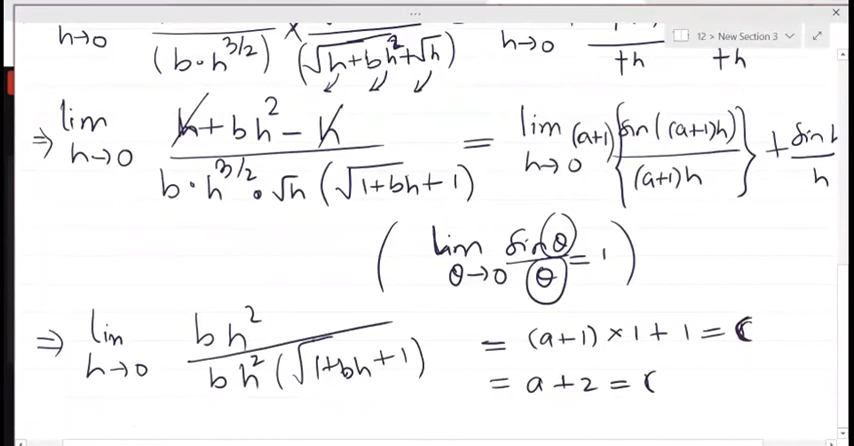 12 > New Section 3
h→0 (b·h^3/2) × (√h+bh²+√h) h→0 +h +h
⇒ lim h→0 h+bh²-h / b·h^3/2·√h (√1+bh+1) = lim h→0 (a+1) {sin((a+1)h) / (a+1)h} + sin h / h
( lim θ→0 sinθ / θ = 1 )
⇒ lim h→0 bh² / bh²(√1+bh+1) = (a+1)×1+1=C
= a+2=C